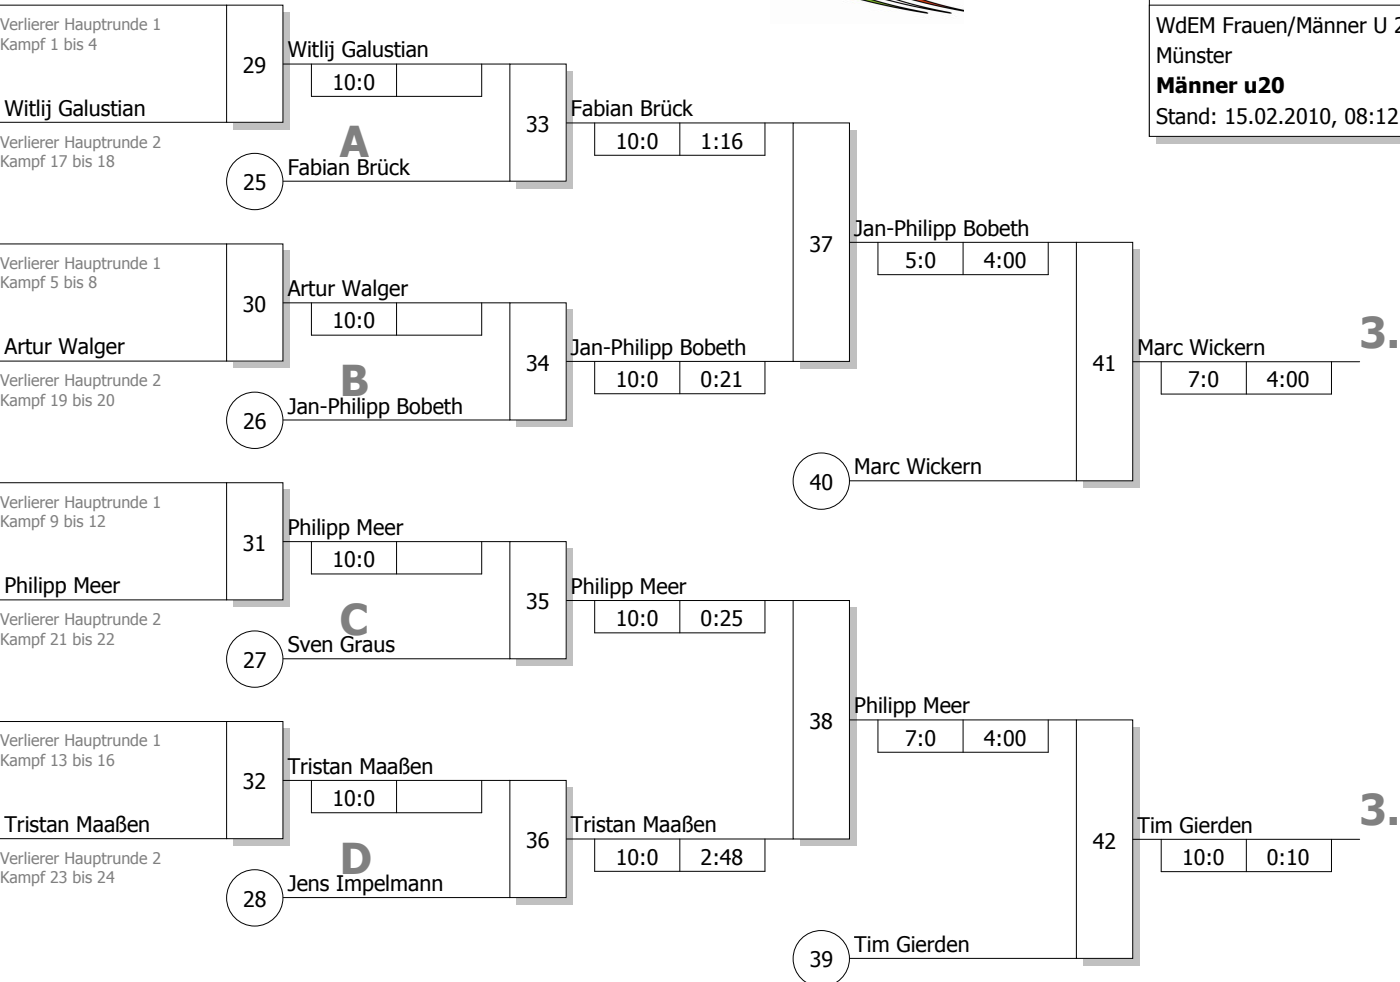 WdEM Frauen/Männer U 2
Münster
Männer u20
Stand: 15.02.2010, 08:12
Verlierer Hauptrunde 1
Kampf 1 bis 4
29
Witlij Galustian
10:0
Witlij Galustian
Verlierer Hauptrunde 2
Kampf 17 bis 18
A
25
Fabian Brück
33
Fabian Brück
10:0 1:16
Verlierer Hauptrunde 1
Kampf 5 bis 8
30
Artur Walger
10:0
Artur Walger
Verlierer Hauptrunde 2
Kampf 19 bis 20
B
26
Jan-Philipp Bobeth
34
Jan-Philipp Bobeth
10:0 0:21
37
Jan-Philipp Bobeth
5:0 4:00
40
Marc Wickern
41
Marc Wickern
7:0 4:00
3.
Verlierer Hauptrunde 1
Kampf 9 bis 12
31
Philipp Meer
10:0
Philipp Meer
Verlierer Hauptrunde 2
Kampf 21 bis 22
C
27
Sven Graus
35
Philipp Meer
10:0 0:25
Verlierer Hauptrunde 1
Kampf 13 bis 16
32
Tristan Maaßen
10:0
Tristan Maaßen
Verlierer Hauptrunde 2
Kampf 23 bis 24
D
28
Jens Impelmann
36
Tristan Maaßen
10:0 2:48
38
Philipp Meer
7:0 4:00
39
Tim Gierden
42
Tim Gierden
10:0 0:10
3.